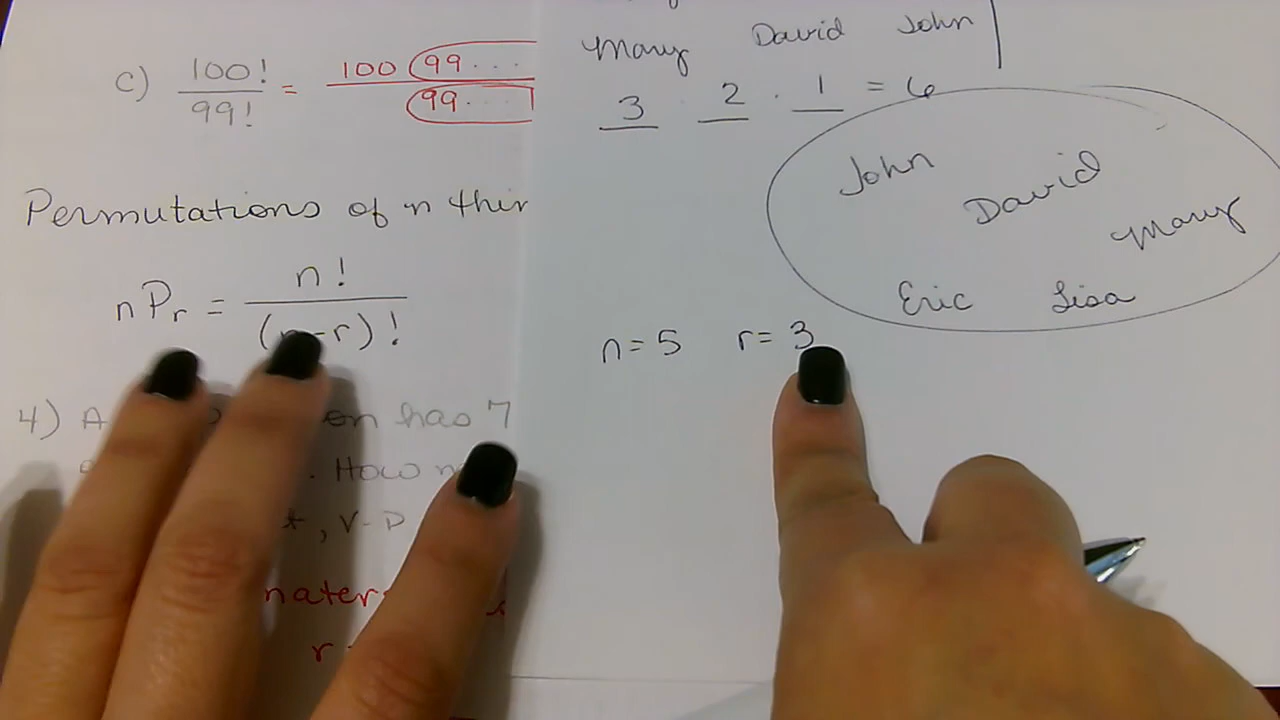 c) 100! / 99! = 100 99 ... / 99 ...
Permutations of n thin
nPr = n! / ( -r)!
4) A on has 7
. How
, V-P
r
Mary David John
3 . 2 . 1 = 6
John David Mary
Eric Lisa
n = 5 r = 3